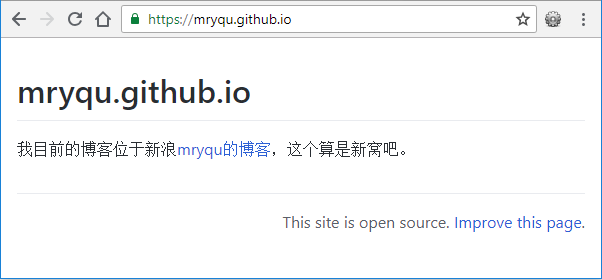 https://mryqu.github.io
mryqu.github.io
我目前的博客位于新浪mryqu的博客，这个算是新窝吧。
This site is open source. Improve this page.